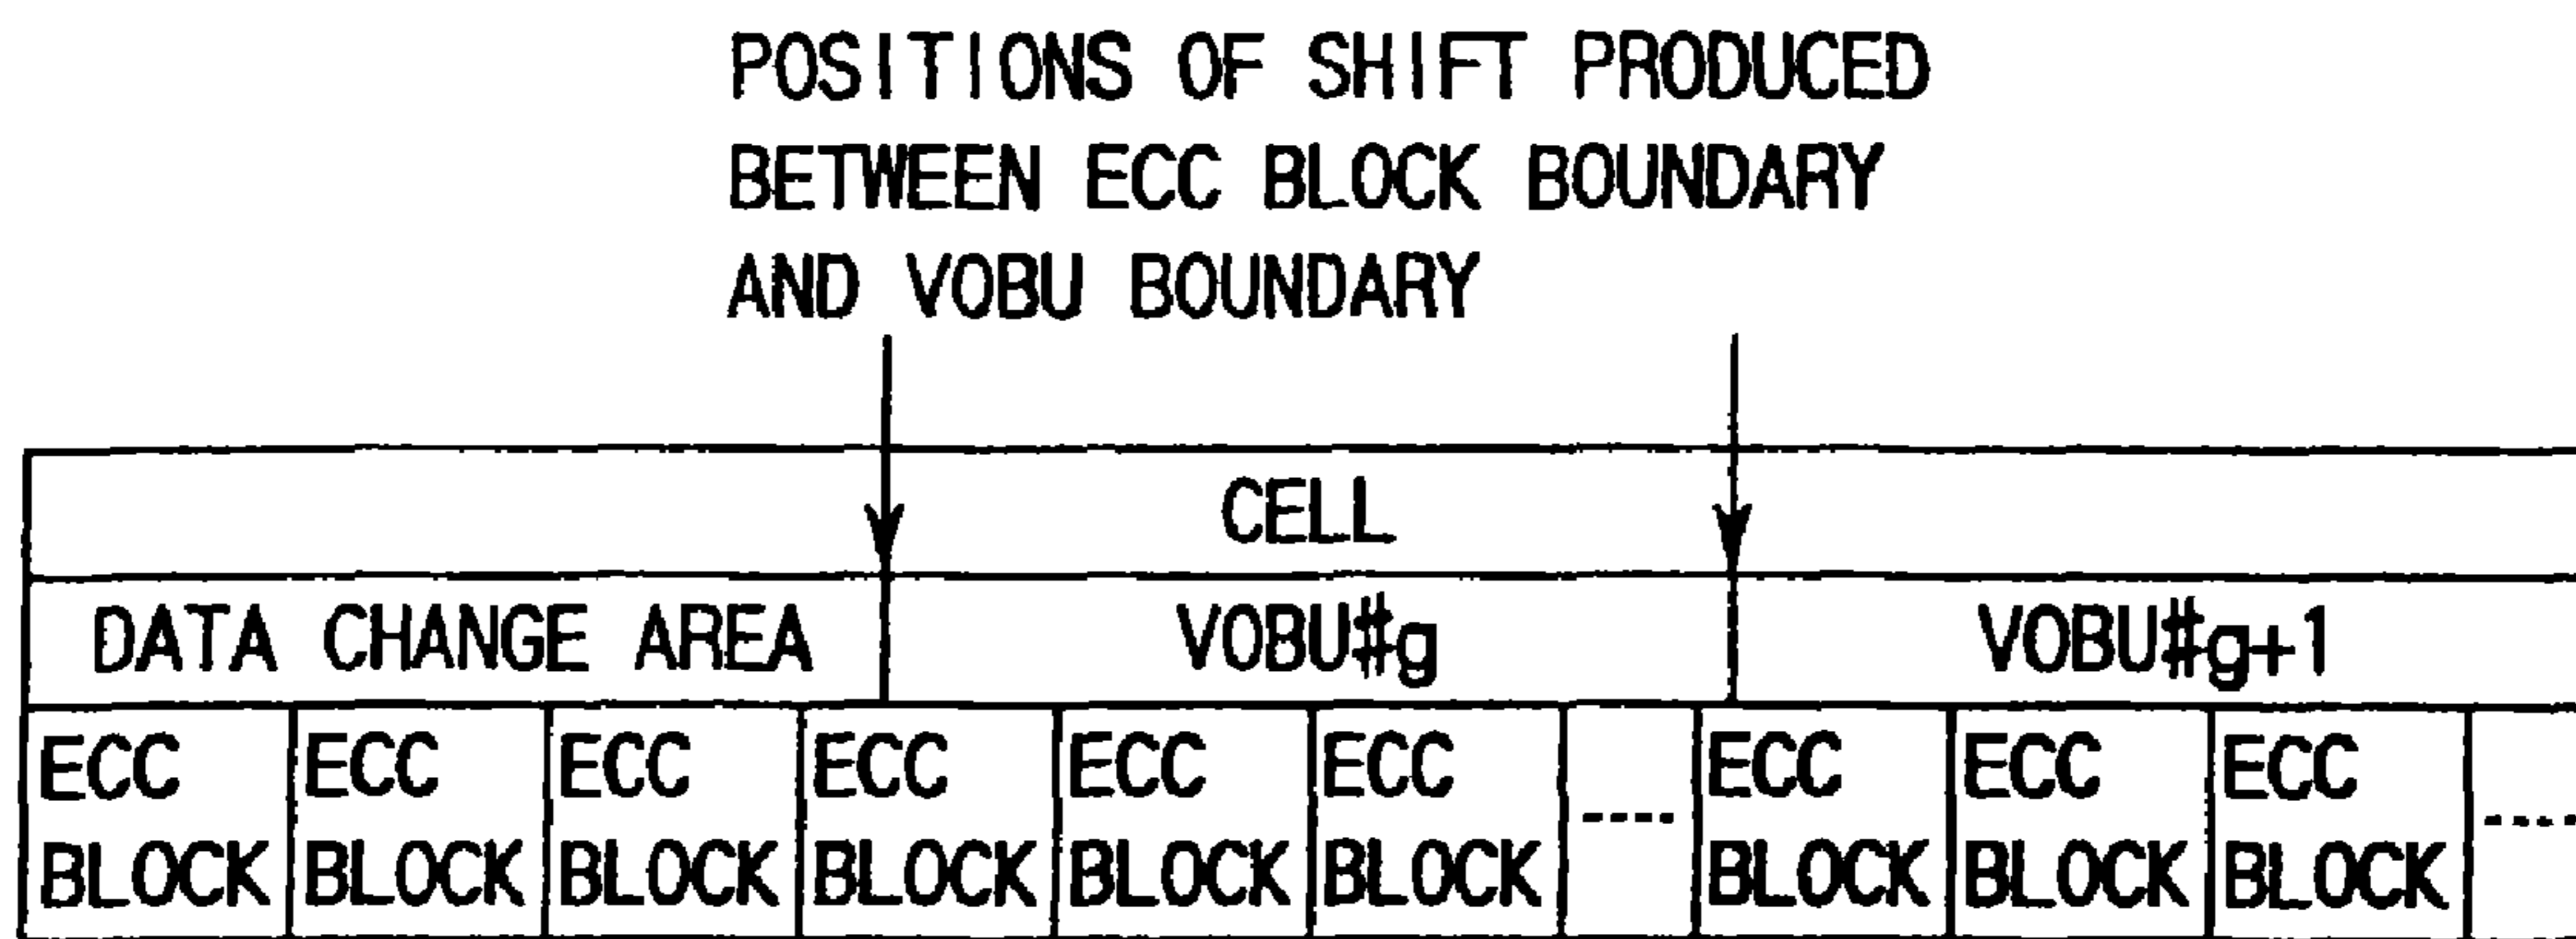 POSITIONS OF SHIFT PRODUCED
BETWEEN ECC BLOCK BOUNDARY
AND VOBU BOUNDARY
CELL
DATA CHANGE AREA VOBU#g VOBU#g+1
ECC ECC ECC ECC ECC ECC ECC ECC ECC
BLOCK BLOCK BLOCK BLOCK BLOCK BLOCK ---- BLOCK BLOCK BLOCK ----